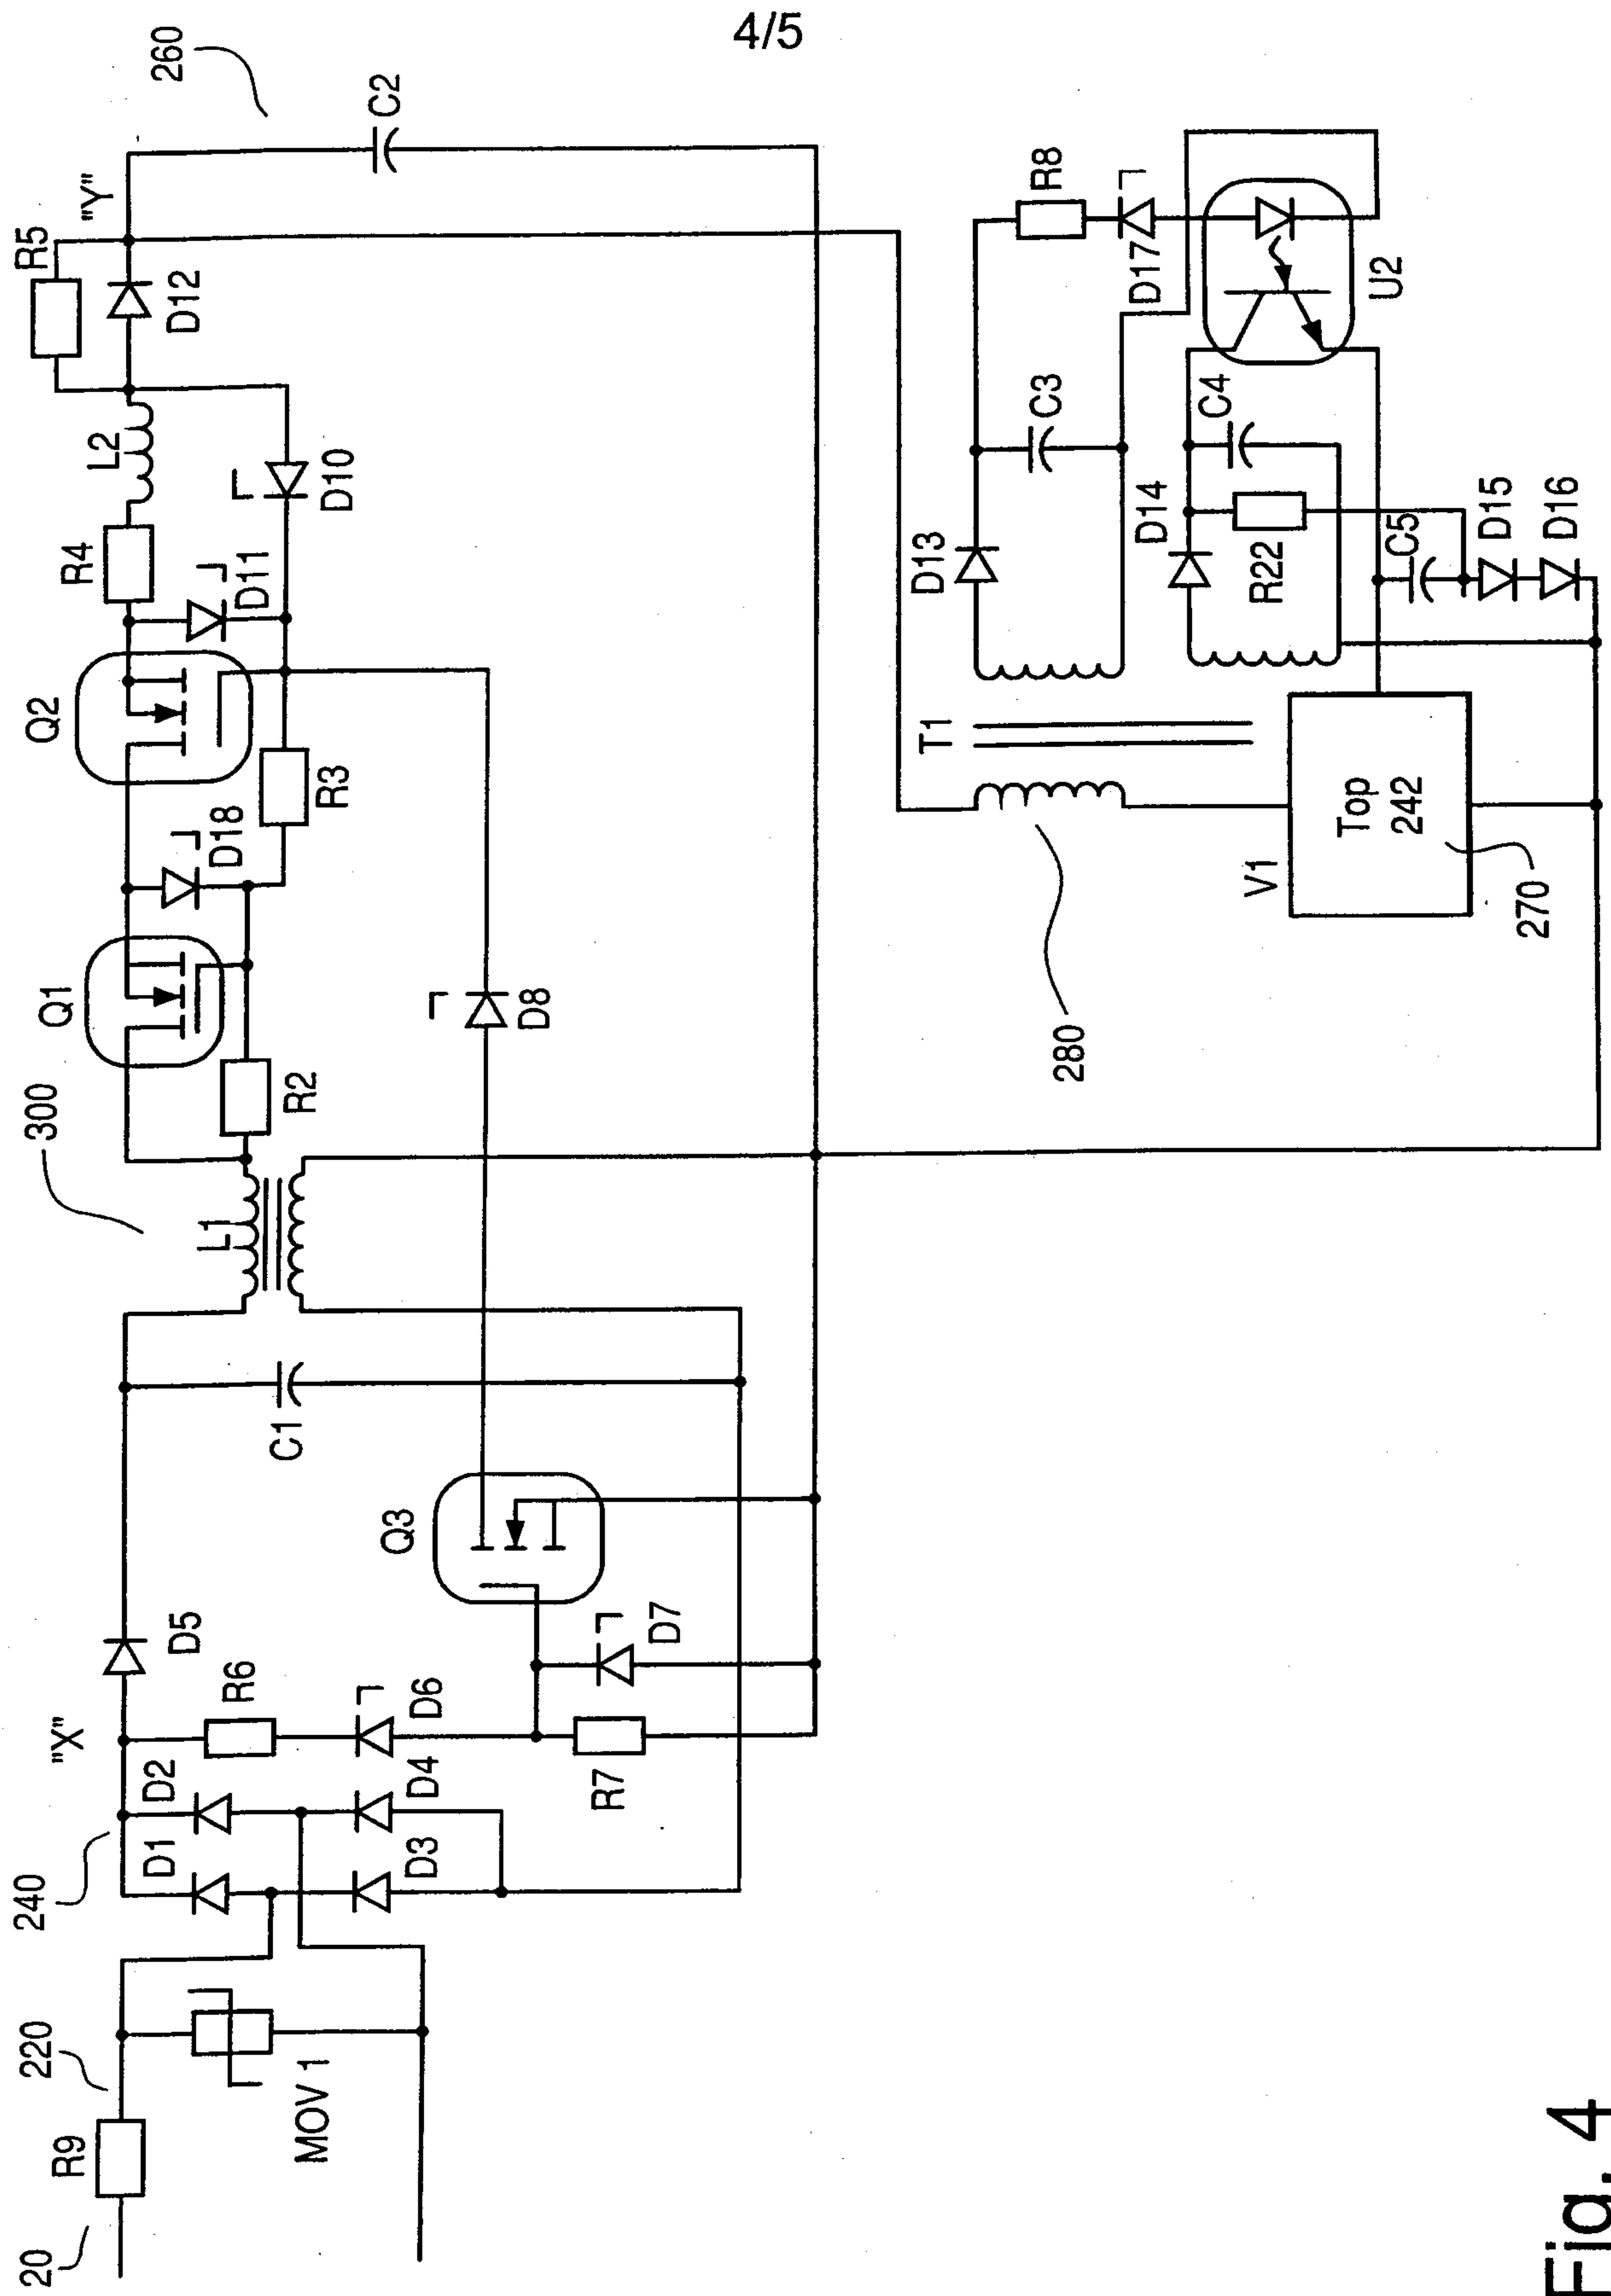 4/5
260
C2
"Y"
R5
D12
L2
D10
R4
D11
Q2
R3
D18
Q1
R2
D8
300
L1
C1
Q3
D5
D7
R6
"X"
D6
D2
D4
R7
D1
D3
240
220
MOV 1
R9
20
R8
D17
U2
C3
C4
D14
D13
R22
C5
D15
D16
T1
Top
242
V1
270
280
Fig. 4